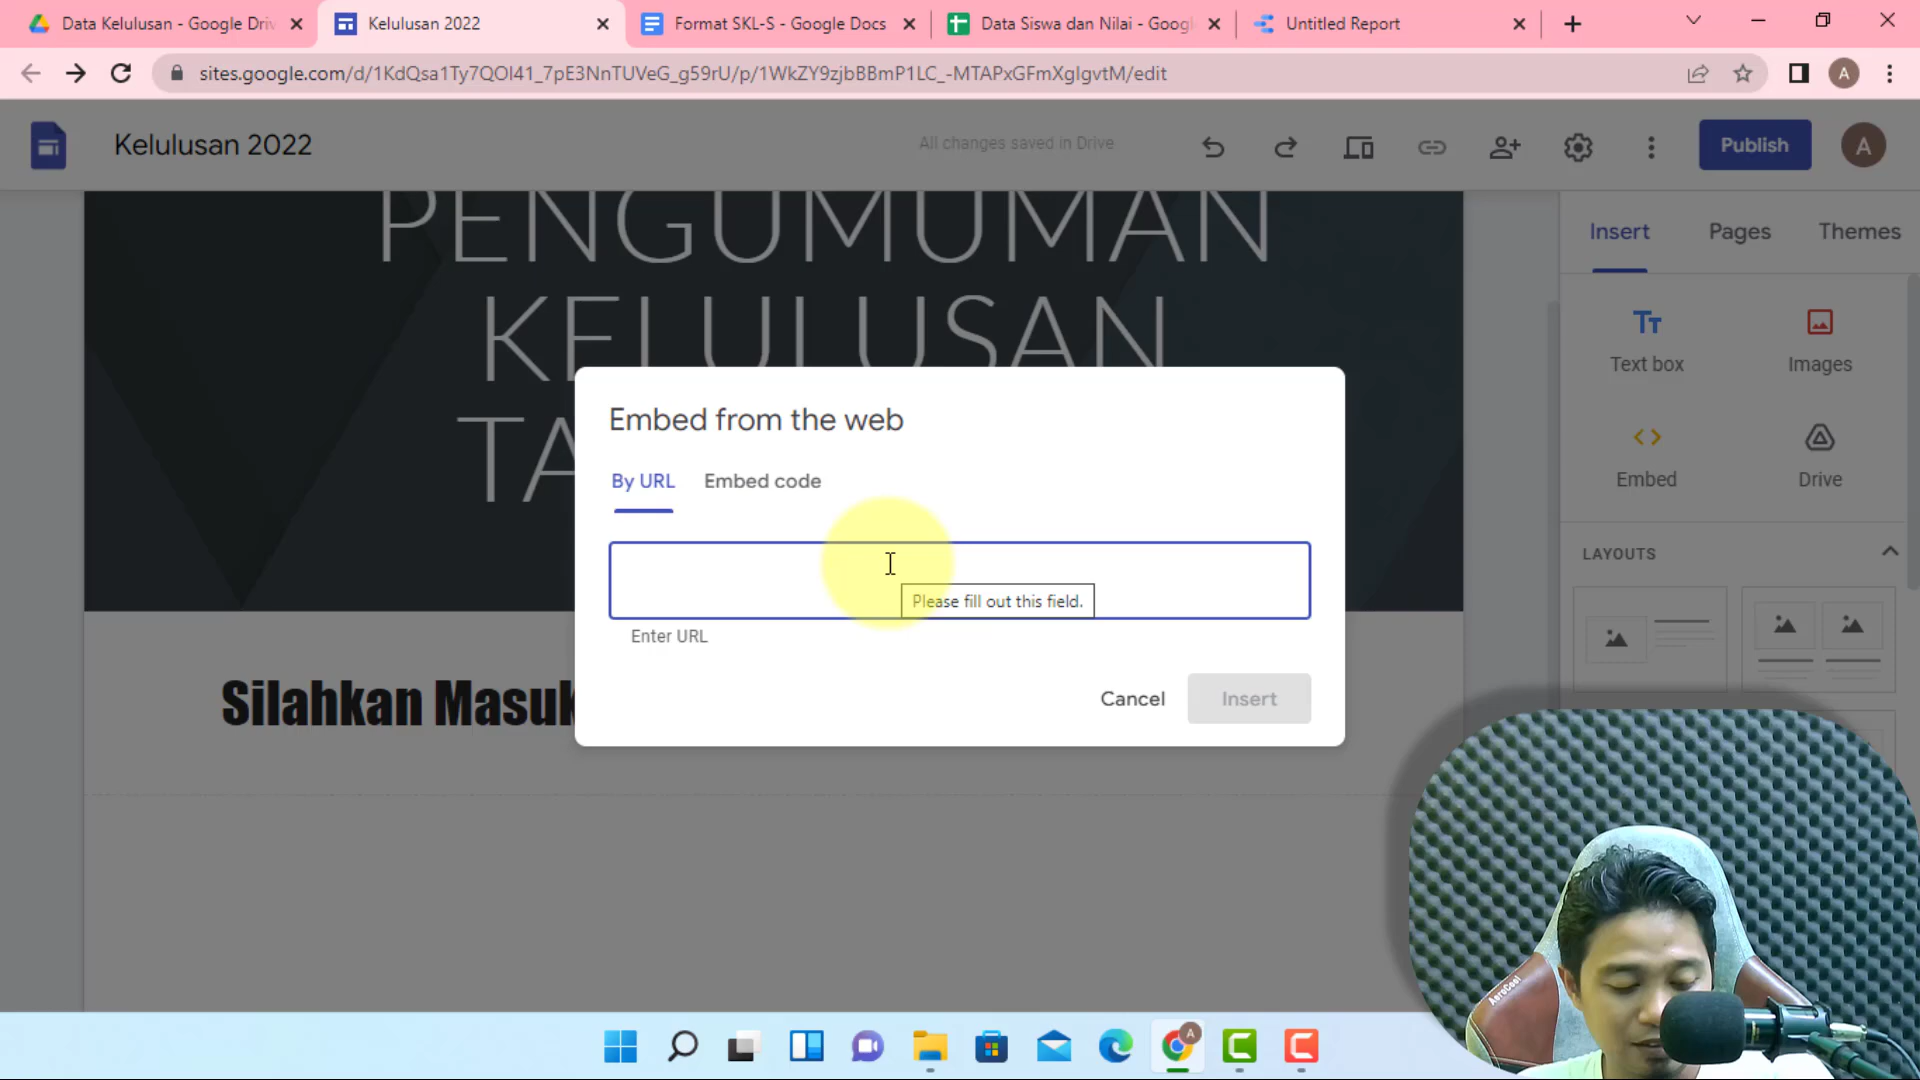 Data Kelulusan - Google Driv
Kelulusan 2022
Format SKL-S - Google Docs
Data Siswa dan Nilai - Googl
Untitled Report
sites.google.com/d/1KdQsa1Ty7QOl41_7pE3NnTUVeG_g59rU/p/1WkZY9zjbBBmP1LC_-MTAPxGFmXgIgvtM/edit
A
Kelulusan 2022
All changes saved in Drive
Publish
A
PENGUMUMAN
KELULUSAN
TA
Insert
Pages
Themes
Text box
Images
Embed
Drive
LAYOUTS
Embed from the web
By URL
Embed code
Please fill out this field.
Enter URL
Cancel
Insert
Silahkan Masuk
AeroCool
A